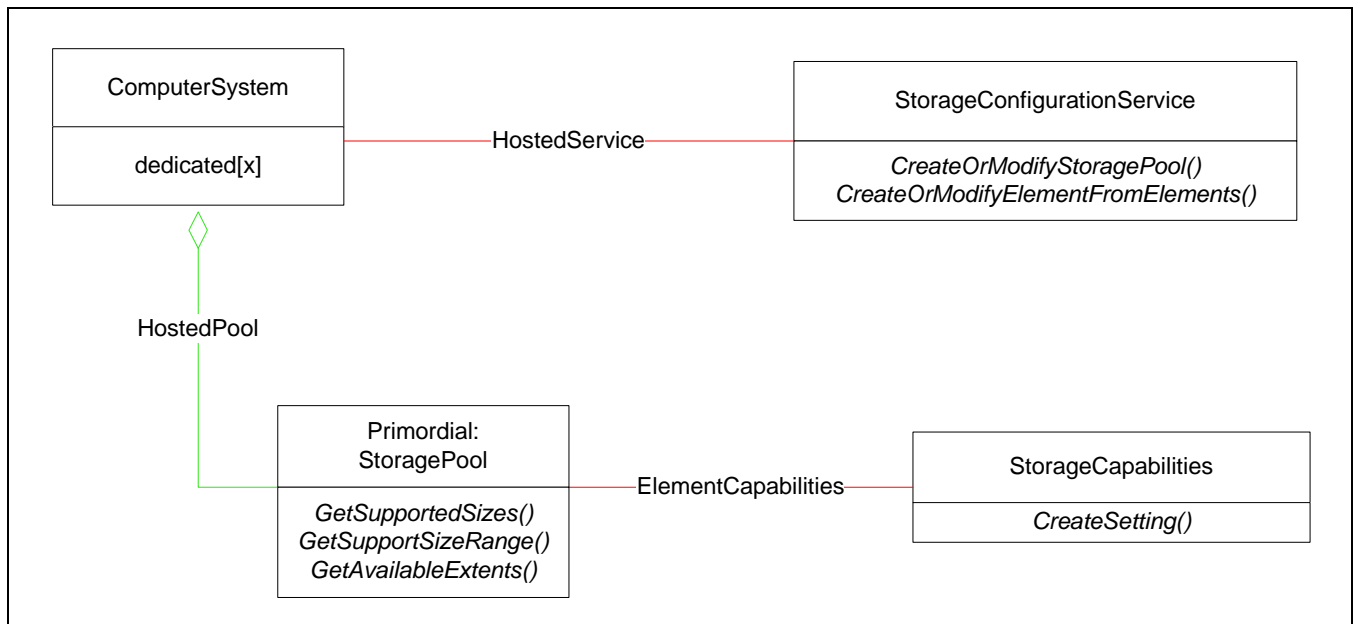 ComputerSystem
dedicated[x]
HostedService
StorageConfigurationService
CreateOrModifyStoragePool()
CreateOrModifyElementFromElements()
HostedPool
Primordial:
StoragePool
GetSupportedSizes()
GetSupportSizeRange()
GetAvailableExtents()
ElementCapabilities
StorageCapabilities
CreateSetting()